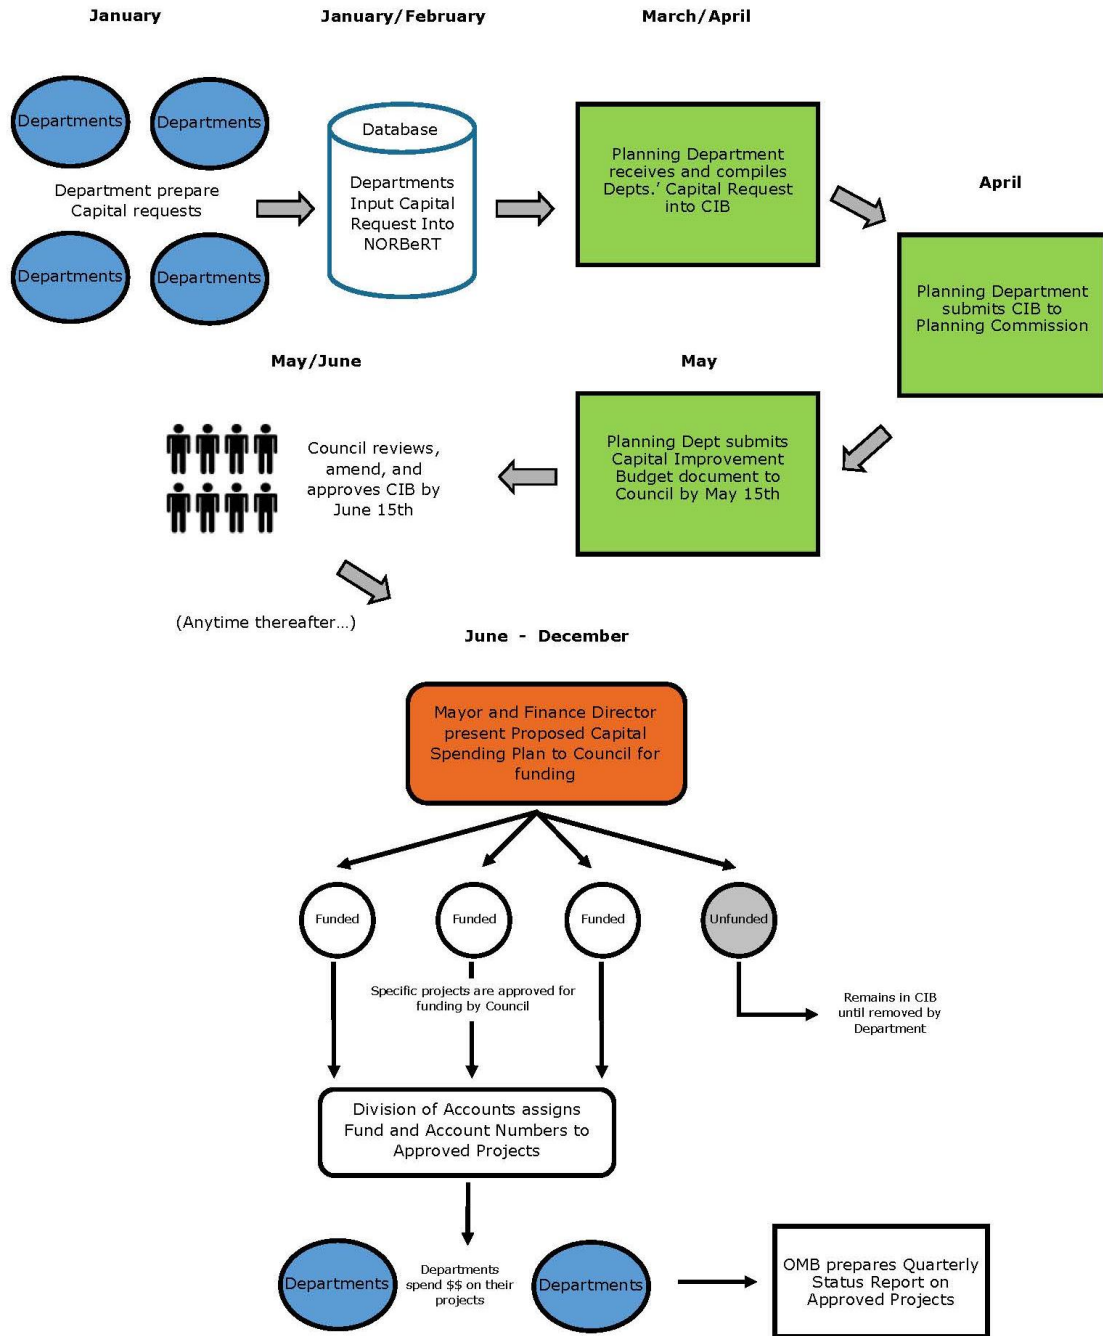 January
January/February
March/April
Departments
Departments
Department prepare
Capital requests
Departments
Departments
Database
Departments
Input Capital
Request Into
NORBeRT
Planning Department
receives and compiles
Depts.’ Capital Request
into CIB
April
Planning Department
submits CIB to
Planning Commission
May/June
May
Council reviews,
amend, and
approves CIB by
June 15th
Planning Dept submits
Capital Improvement
Budget document to
Council by May 15th
(Anytime thereafter…)
June - December
Mayor and Finance Director
present Proposed Capital
Spending Plan to Council for
funding
Funded
Funded
Funded
Unfunded
Specific projects are approved for
funding by Council
Remains in CIB
until removed by
Department
Division of Accounts assigns
Fund and Account Numbers to
Approved Projects
Departments
Departments
spend $$ on their
projects
Departments
OMB prepares Quarterly
Status Report on
Approved Projects